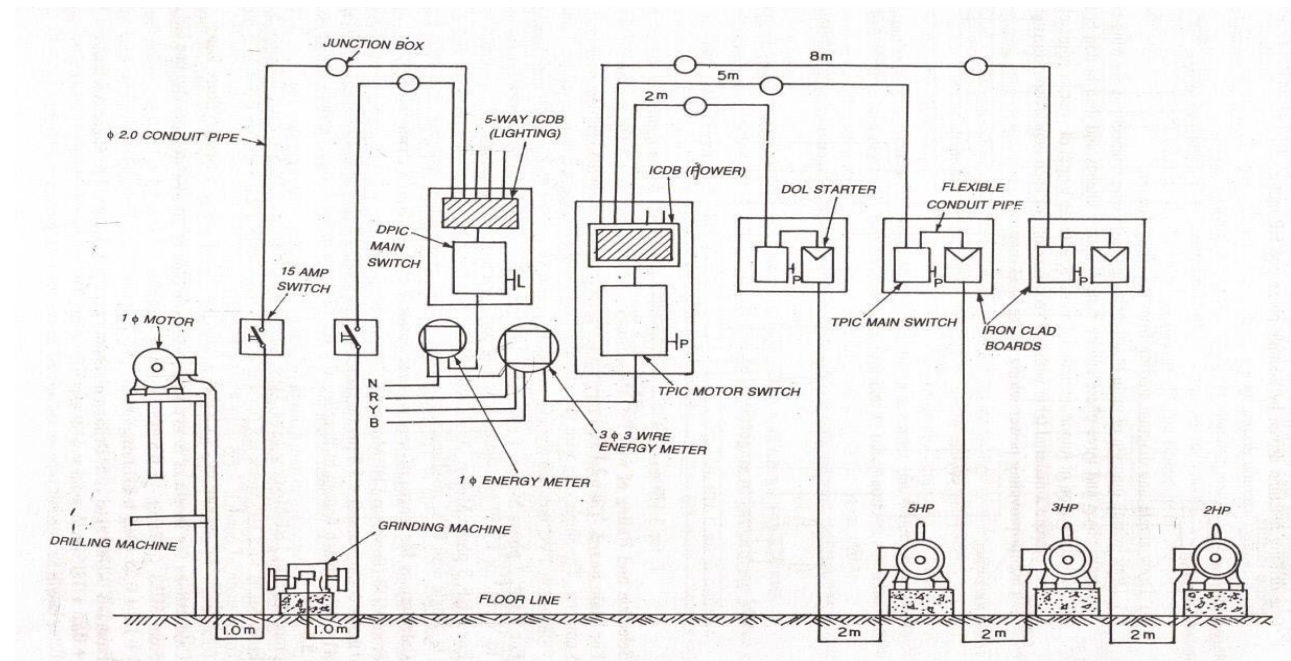 JUNCTION BOX
8m
5m
2m
5-WAY ICDB
(LIGHTING)
ϕ 2.0 CONDUIT PIPE
ICDB (POWER)
DOL STARTER
FLEXIBLE
CONDUIT PIPE
DPIC
MAIN
SWITCH
15 AMP
SWITCH
L
P
P
P
P
1 ϕ MOTOR
TPIC MAIN SWITCH
IRON CLAD
BOARDS
TPIC MOTOR SWITCH
N
R
Y
B
3 ϕ 3 WIRE
ENERGY METER
1 ϕ ENERGY METER
GRINDING MACHINE
DRILLING MACHINE
5HP
3HP
2HP
FLOOR LINE
1.0m
1.0m
2m
2m
2m